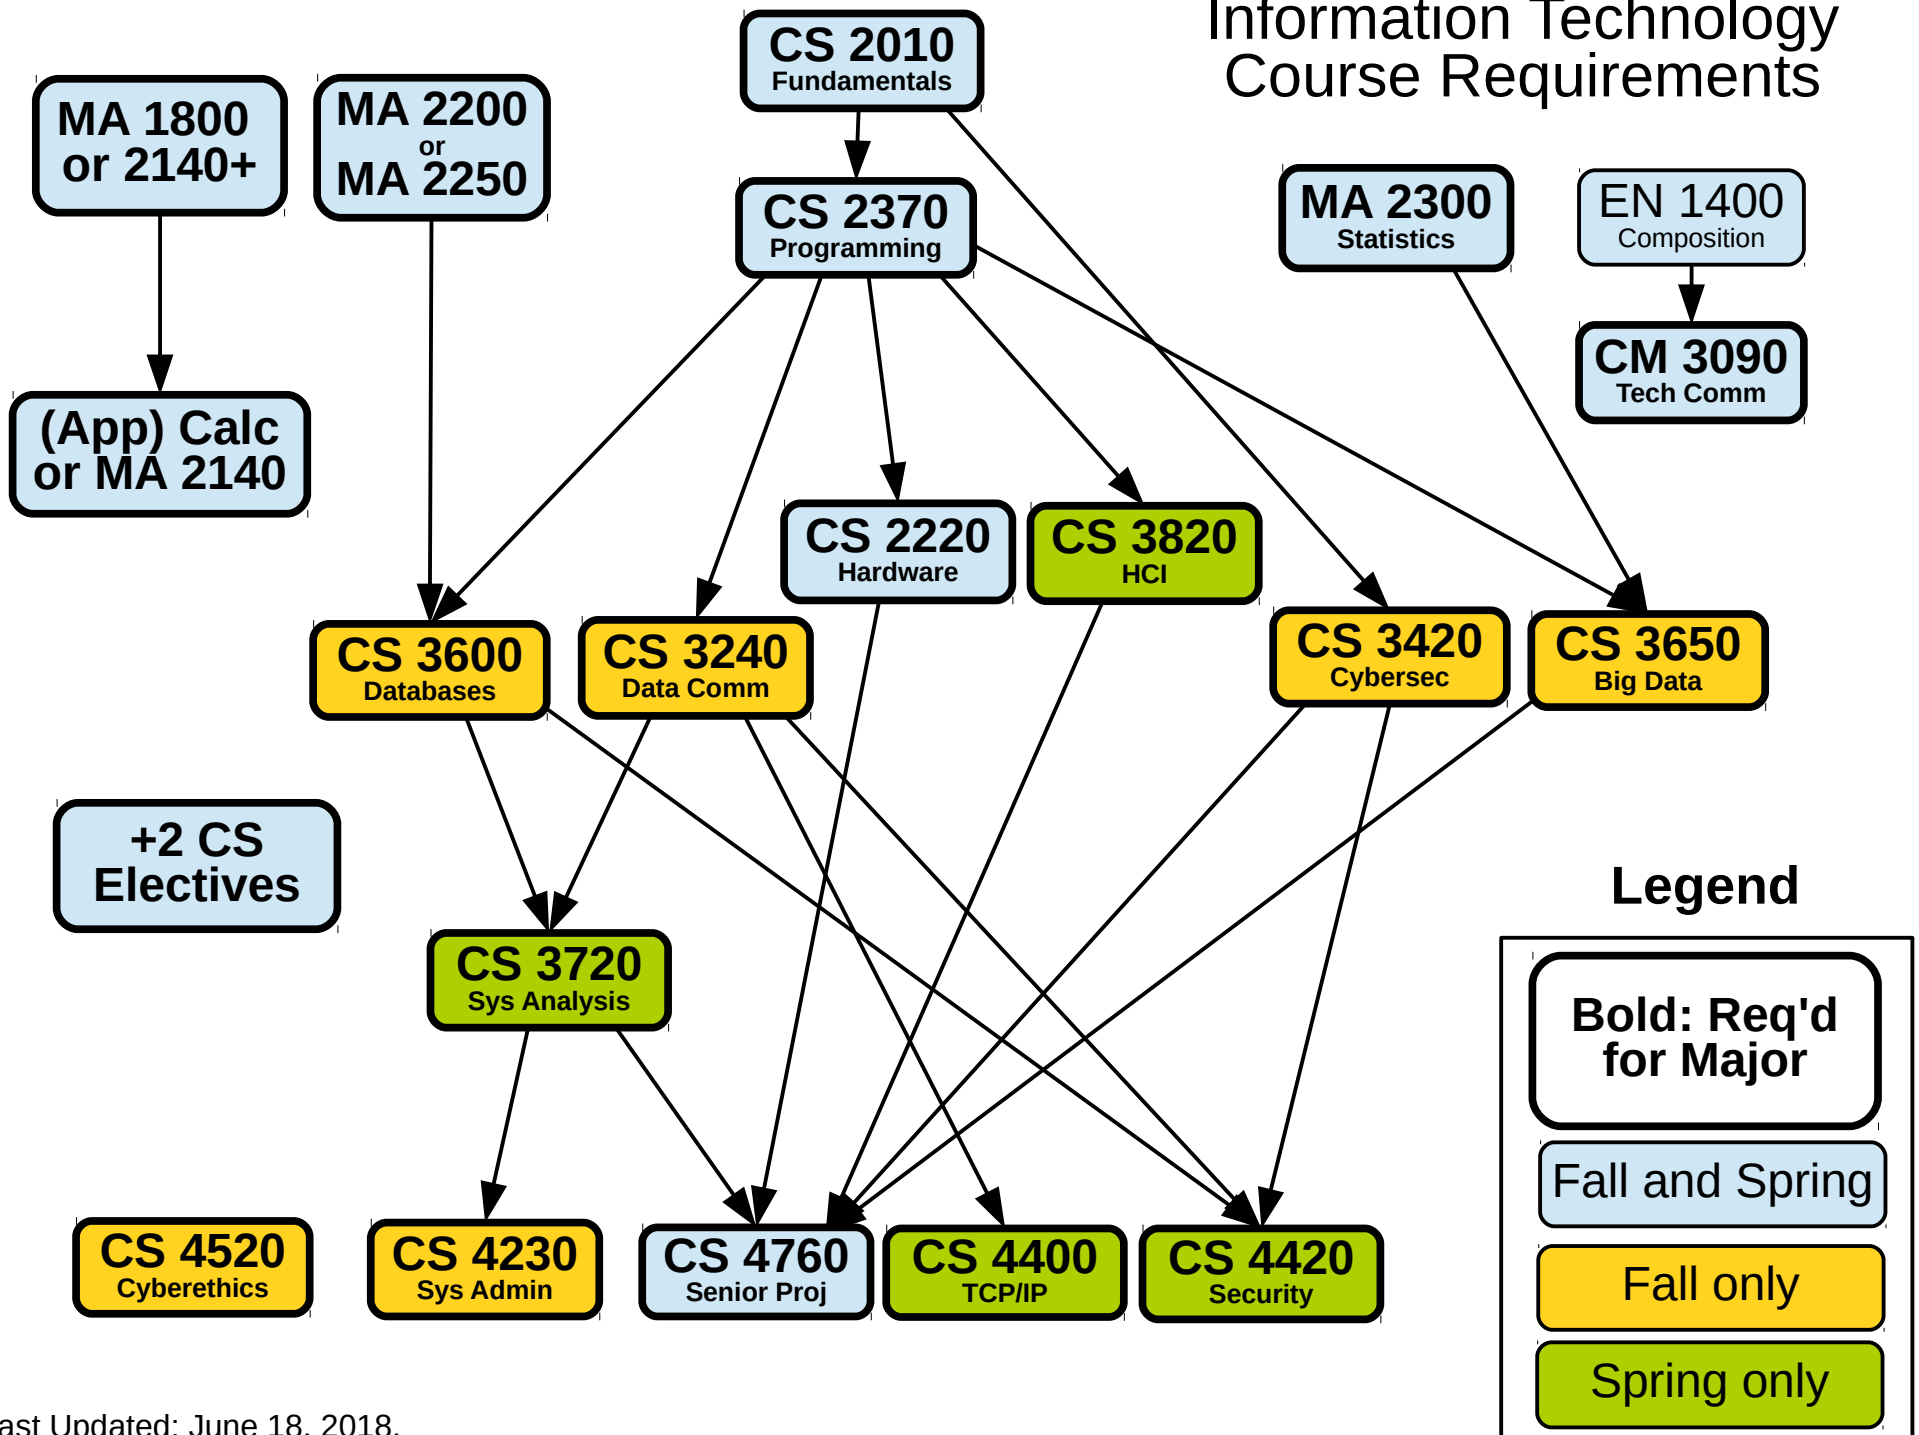 Information Technology
Course Requirements
CS 2010
Fundamentals
MA 1800
or 2140+
MA 2200
or
MA 2250
CS 2370
Programming
MA 2300
Statistics
EN 1400
Composition
CM 3090
Tech Comm
(App) Calc
or MA 2140
CS 2220
Hardware
CS 3820
HCI
CS 3600
Databases
CS 3240
Data Comm
CS 3420
Cybersec
CS 3650
Big Data
+2 CS
Electives
CS 3720
Sys Analysis
Legend
Bold: Req'd
for Major
Fall and Spring
Fall only
Spring only
CS 4520
Cyberethics
CS 4230
Sys Admin
CS 4760
Senior Proj
CS 4400
TCP/IP
CS 4420
Security
ast Updated: June 18, 2018.